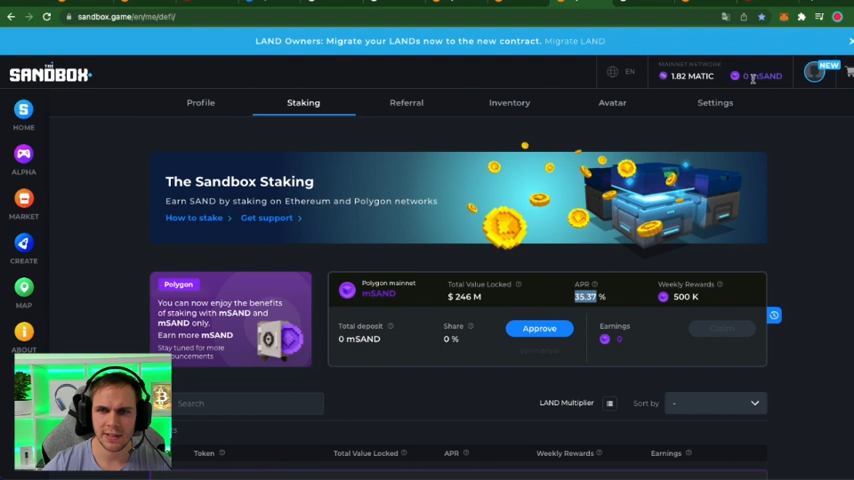 sandbox.game/en/me/defi/
LAND Owners: Migrate your LANDs now to the new contract. Migrate LAND
THE SANDBOX
EN
MAINNET NETWORK
1.82 MATIC
0 mSAND
NEW
Profile
Staking
Referral
Inventory
Avatar
Settings
HOME
ALPHA
MARKET
CREATE
MAP
ABOUT
The Sandbox Staking
Earn SAND by staking on Ethereum and Polygon networks
How to stake
Get support
Polygon
You can now enjoy the benefits
of staking with mSAND and
mSAND only.
Earn more mSAND
Stay tuned for more
Polygon mainnet
mSAND
Total Value Locked
$ 246 M
APR
35.37 %
Weekly Rewards
500 K
Total deposit
0 mSAND
Share
0 %
Approve
Withdraw
Earnings
0
Claim
Search
LAND Multiplier
Sort by
-
Token
Total Value Locked
APR
Weekly Rewards
Earnings